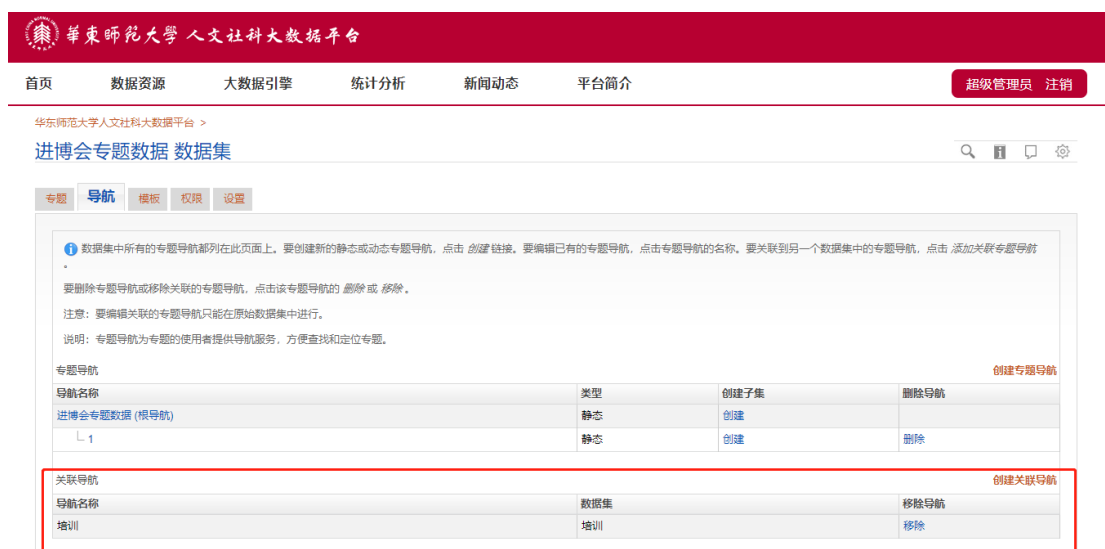 華東師範大學 人文社科大数据平台
首页 数据资源 大数据引擎 统计分析 新闻动态 平台简介 超级管理员 注销
华东师范大学人文社科大数据平台 >
进博会专题数据 数据集
专题 导航 模板 权限 设置
数据集中所有的专题导航都列在此页面上。要创建新的静态或动态专题导航，点击 创建 链接。要编辑已有的专题导航，点击专题导航的名称。要关联到另一个数据集中的专题导航，点击 添加关联专题导航
。
要删除专题导航或移除关联的专题导航，点击该专题导航的 删除 或 移除 。
注意：要编辑关联的专题导航只能在原始数据集中进行。
说明：专题导航为专题的使用者提供导航服务，方便查找和定位专题。
专题导航 创建专题导航
导航名称 类型 创建子集 删除导航
进博会专题数据 (根导航) 静态 创建
1 静态 创建 删除
关联导航 创建关联导航
导航名称 数据集 移除导航
培训 培训 移除